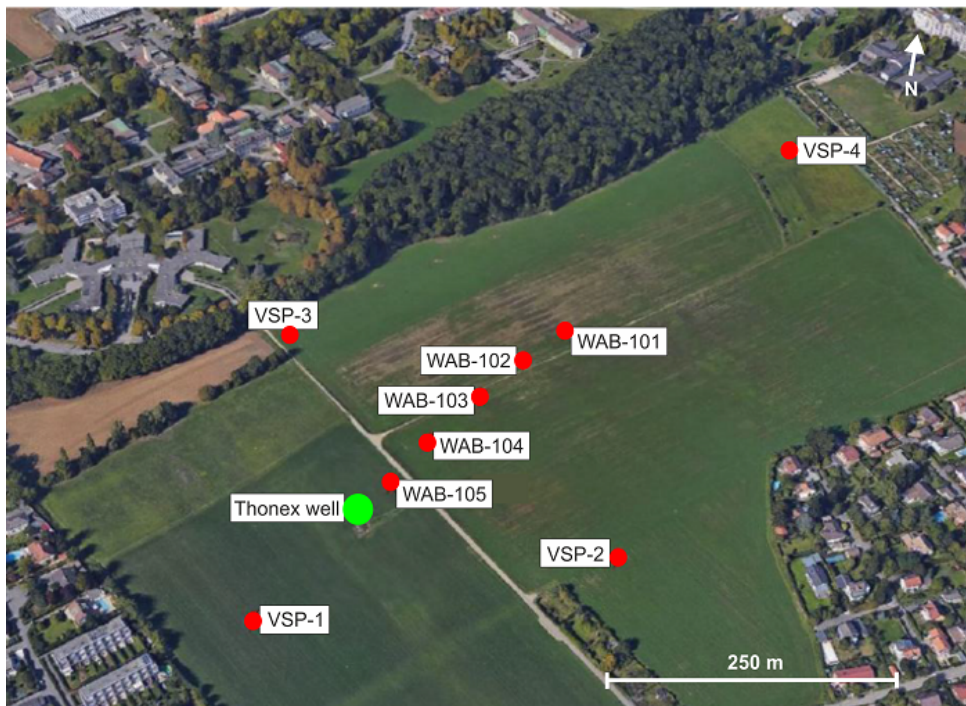 N
VSP-4
VSP-3
WAB-101
WAB-102
WAB-103
WAB-104
WAB-105
Thonex well
VSP-2
VSP-1
250 m